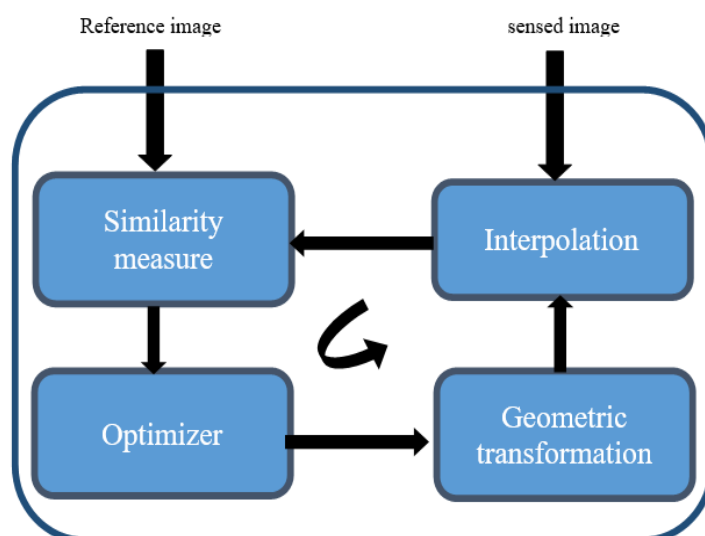 Reference image
sensed image
Similarity
measure
Interpolation
Optimizer
Geometric
transformation